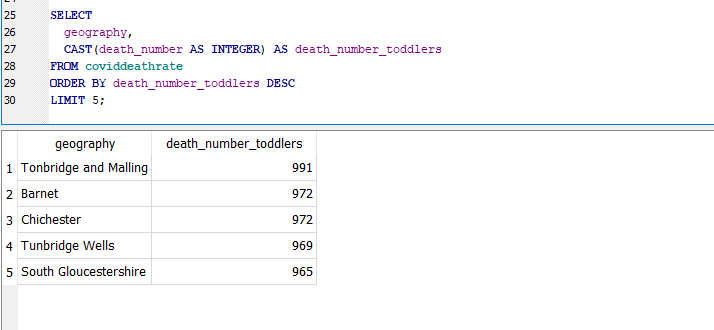 24
25 SELECT
26 geography,
27 CAST(death_number AS INTEGER) AS death_number_toddlers
28 FROM coviddeathrate
29 ORDER BY death_number_toddlers DESC
30 LIMIT 5;
geography death_number_toddlers
1 Tonbridge and Malling 991
2 Barnet 972
3 Chichester 972
4 Tunbridge Wells 969
5 South Gloucestershire 965